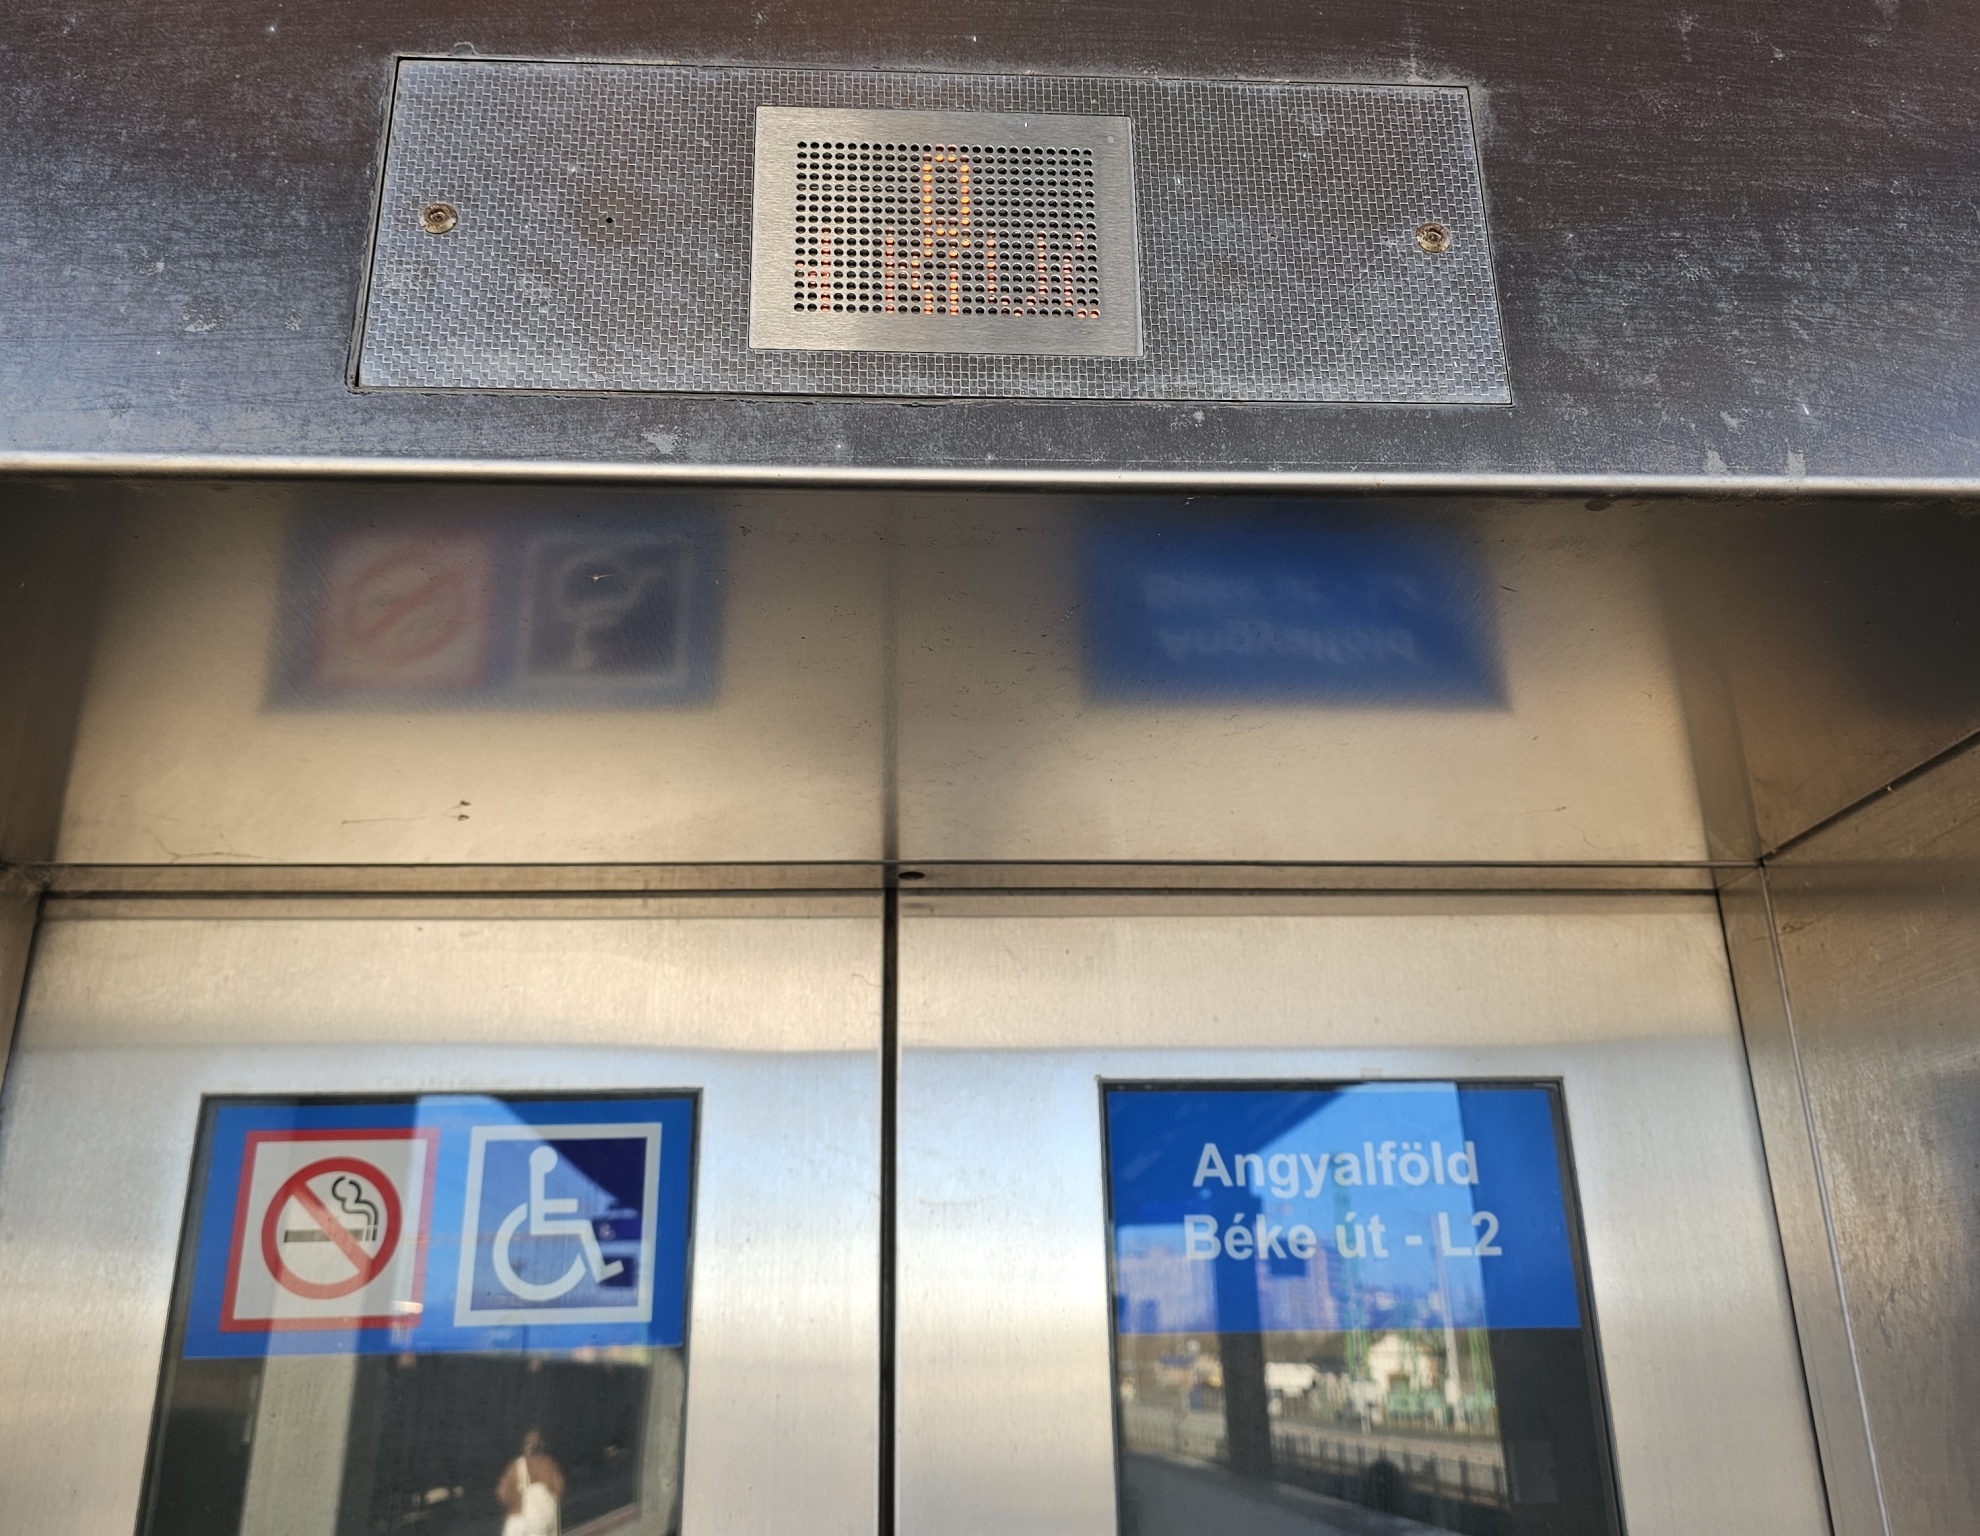 Angyalföld
Béke út - L2